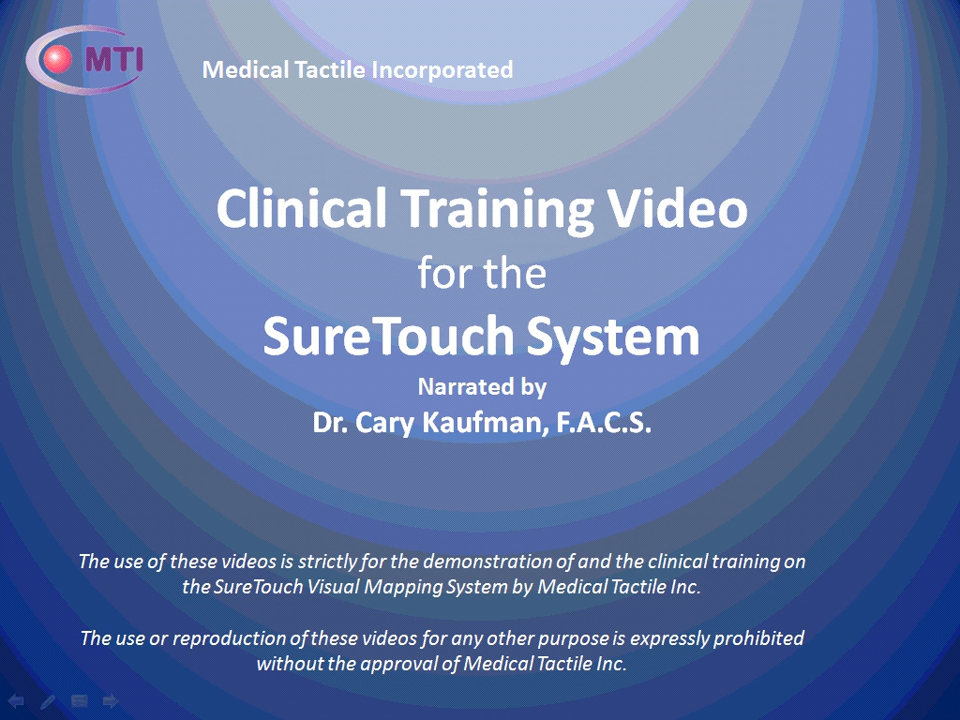 MTI
Medical Tactile Incorporated
Clinical Training Video
for the
SureTouch System
Narrated by
Dr. Cary Kaufman, F.A.C.S.
The use of these videos is strictly for the demonstration of and the clinical training on
the SureTouch Visual Mapping System by Medical Tactile Inc.
The use or reproduction of these videos for any other purpose is expressly prohibited
without the approval of Medical Tactile Inc.